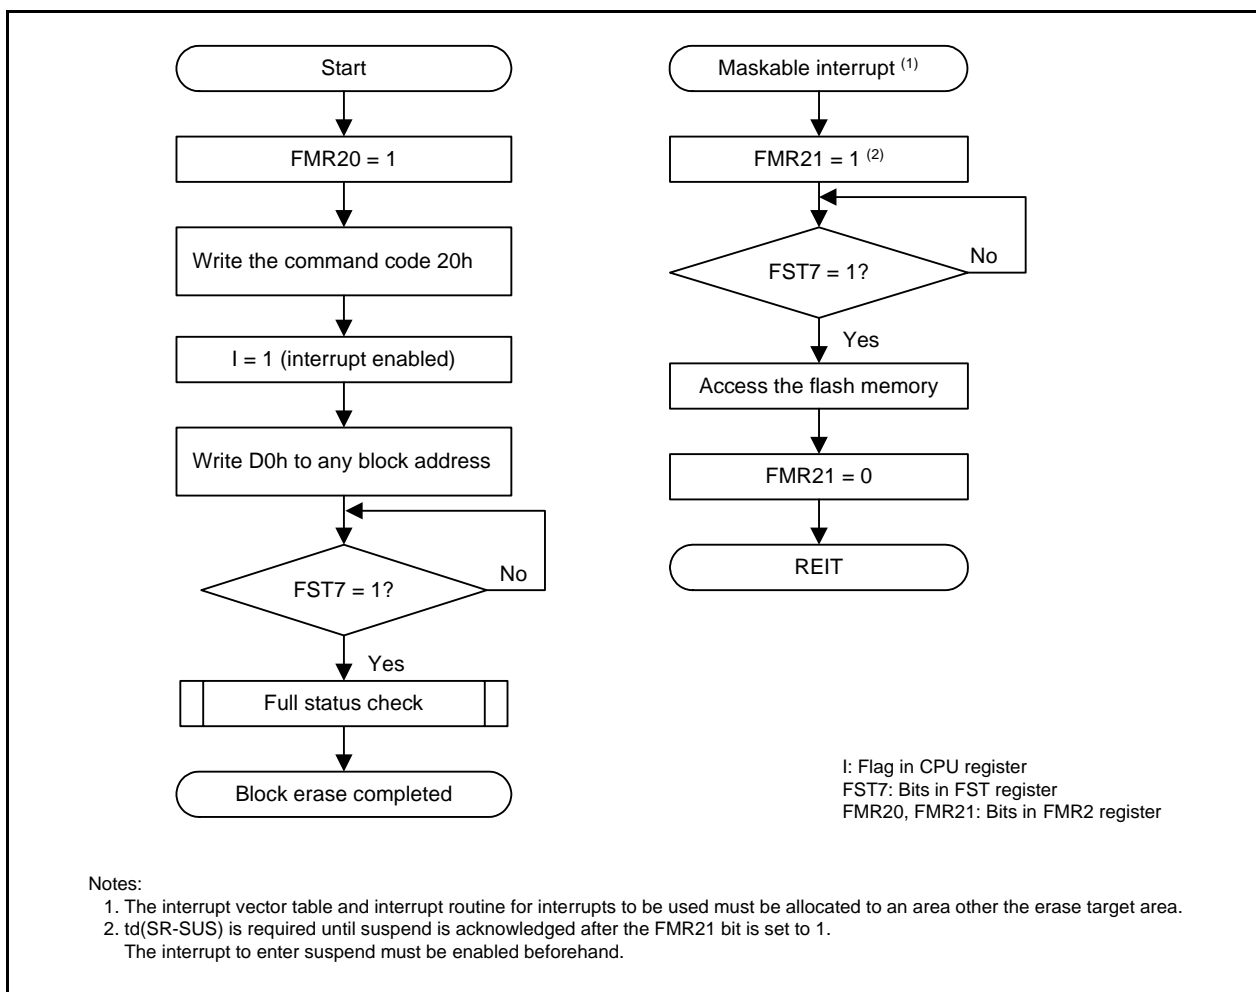 Start
FMR20 = 1
Write the command code 20h
I = 1 (interrupt enabled)
Write D0h to any block address
FST7 = 1?
No
Yes
Full status check
Block erase completed
Maskable interrupt (1)
FMR21 = 1 (2)
FST7 = 1?
No
Yes
Access the flash memory
FMR21 = 0
REIT
I: Flag in CPU register
FST7: Bits in FST register
FMR20, FMR21: Bits in FMR2 register
Notes:
1. The interrupt vector table and interrupt routine for interrupts to be used must be allocated to an area other the erase target area.
2. td(SR-SUS) is required until suspend is acknowledged after the FMR21 bit is set to 1.
The interrupt to enter suspend must be enabled beforehand.